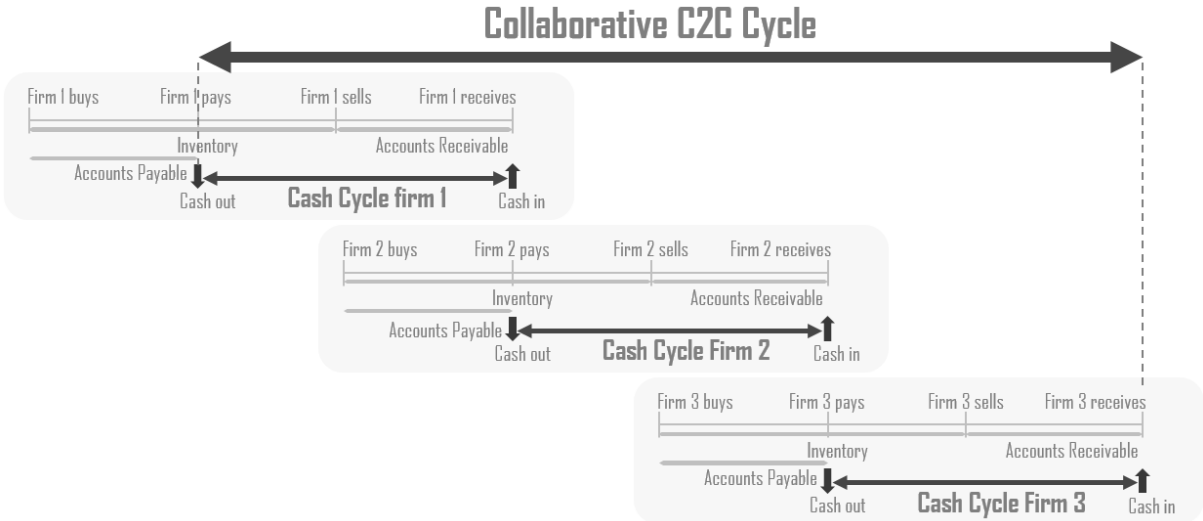 Collaborative C2C Cycle
Firm 1 buys Firm 1 pays Firm 1 sells Firm 1 receives
Inventory Accounts Receivable
Accounts Payable
Cash out Cash Cycle firm 1 Cash in
Firm 2 buys Firm 2 pays Firm 2 sells Firm 2 receives
Inventory Accounts Receivable
Accounts Payable
Cash out Cash Cycle Firm 2 Cash in
Firm 3 buys Firm 3 pays Firm 3 sells Firm 3 receives
Inventory Accounts Receivable
Accounts Payable
Cash out Cash Cycle Firm 3 Cash in